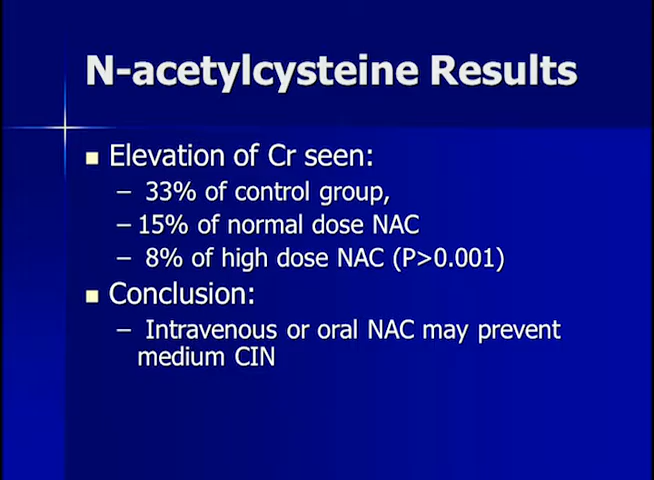 N-acetylcysteine Results
■ Elevation of Cr seen:
– 33% of control group,
– 15% of normal dose NAC
– 8% of high dose NAC (P>0.001)
■ Conclusion:
– Intravenous or oral NAC may prevent
medium CIN